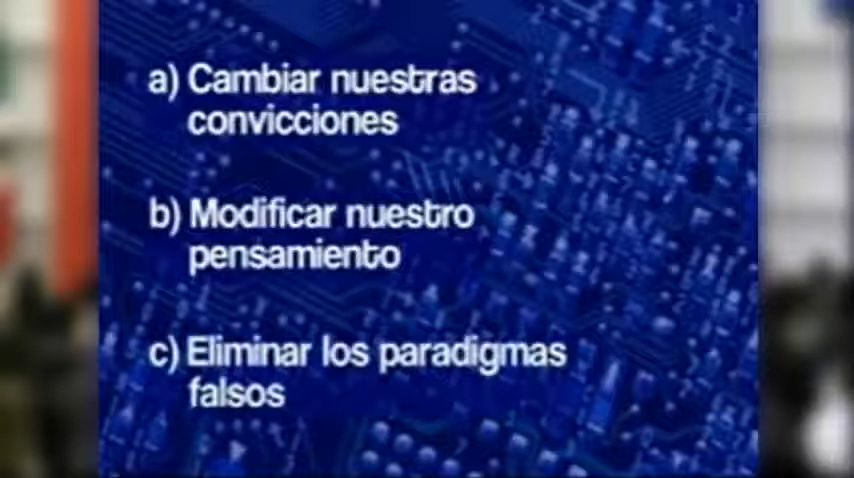 a) Cambiar nuestras
convicciones
b) Modificar nuestro
pensamiento
c) Eliminar los paradigmas
falsos